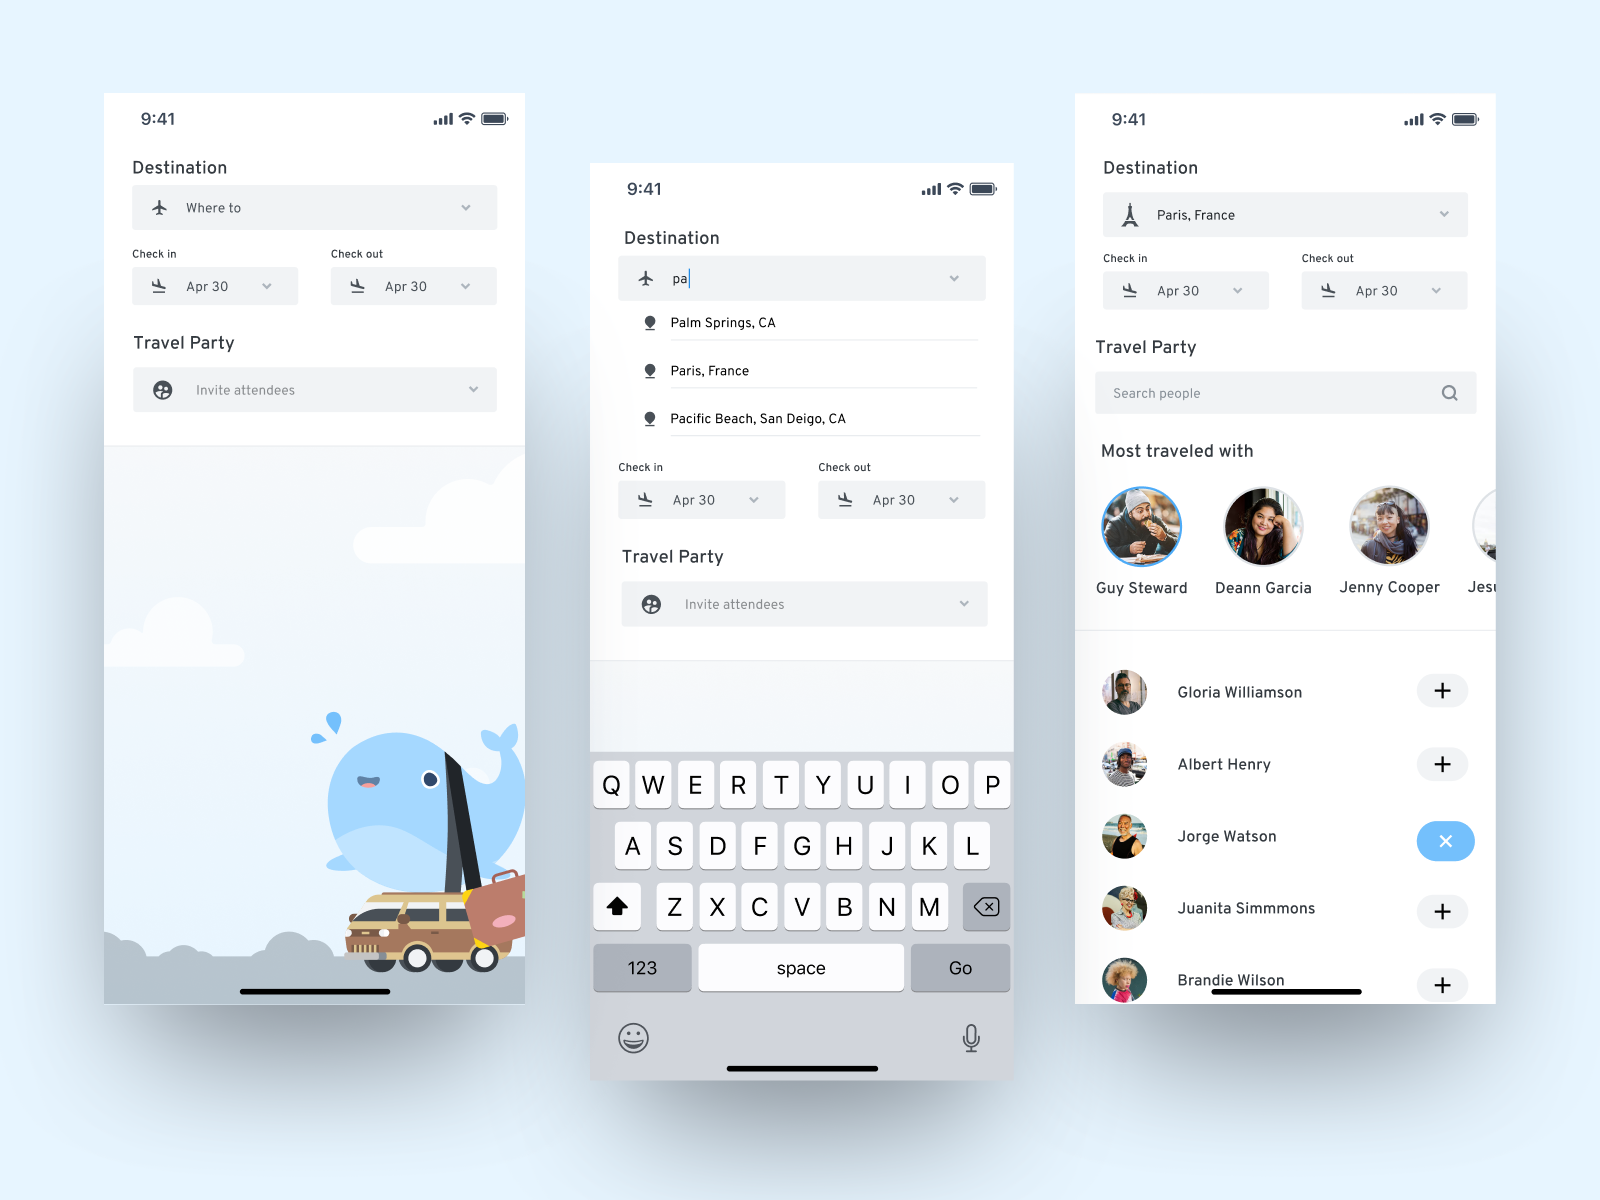 9:41
Destination
Where to
Check in
Check out
Apr 30
Apr 30
Travel Party
Invite attendees
9:41
Destination
pa
Palm Springs, CA
Paris, France
Pacific Beach, San Deigo, CA
Check in
Check out
Apr 30
Apr 30
Travel Party
Invite attendees
Q W E R T Y U I O P
A S D F G H J K L
Z X C V B N M
123
space
Go
9:41
Destination
Paris, France
Check in
Check out
Apr 30
Apr 30
Travel Party
Search people
Most traveled with
Guy Steward
Deann Garcia
Jenny Cooper
Jesu
Gloria Williamson
Albert Henry
Jorge Watson
Juanita Simmmons
Brandie Wilson